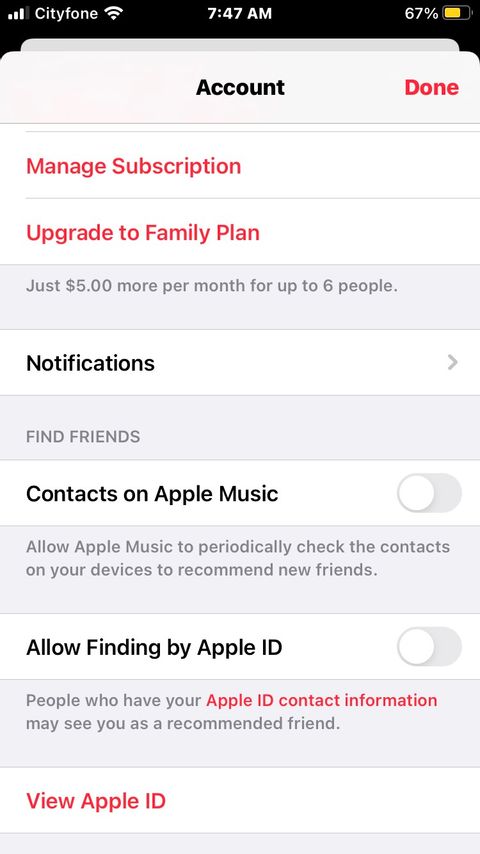 Cityfone 7:47 AM 67%
Account Done
Manage Subscription
Upgrade to Family Plan
Just $5.00 more per month for up to 6 people.
Notifications
FIND FRIENDS
Contacts on Apple Music
Allow Apple Music to periodically check the contacts
on your devices to recommend new friends.
Allow Finding by Apple ID
People who have your Apple ID contact information
may see you as a recommended friend.
View Apple ID